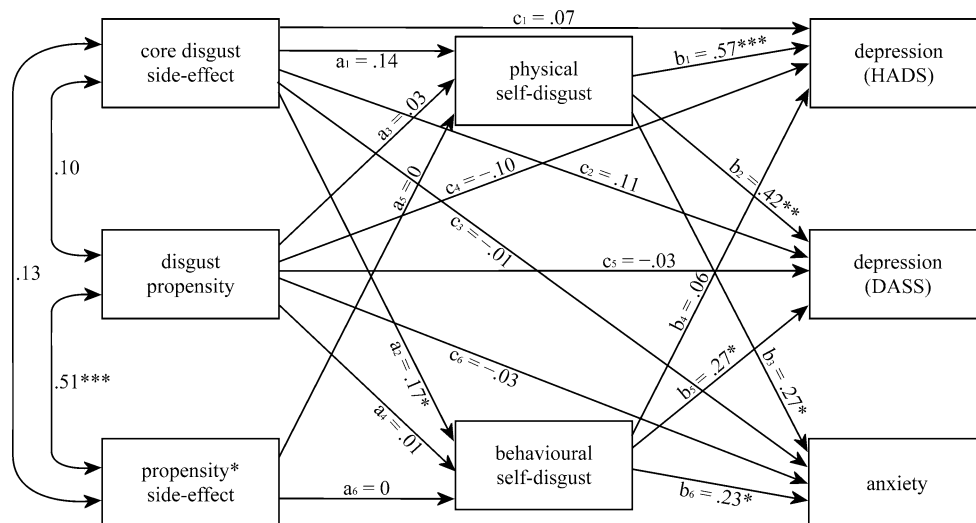 c₁ = .07
core disgust
side-effect
a₁ = .14
physical
self-disgust
b₁ = .57***
depression
(HADS)
a₃ = .03
.10
c₄ = −.10
a₅ = 0
c₂ = .11
b₂ = .42**
c₃ = −.01
disgust
propensity
c₅ = −.03
depression
(DASS)
.13
b₄ = .06
a₂ = .17*
c₆ = −.03
b₅ = .27*
b₃ = .27*
.51***
a₄ = .01
propensity*
side-effect
a₆ = 0
behavioural
self-disgust
b₆ = .23*
anxiety